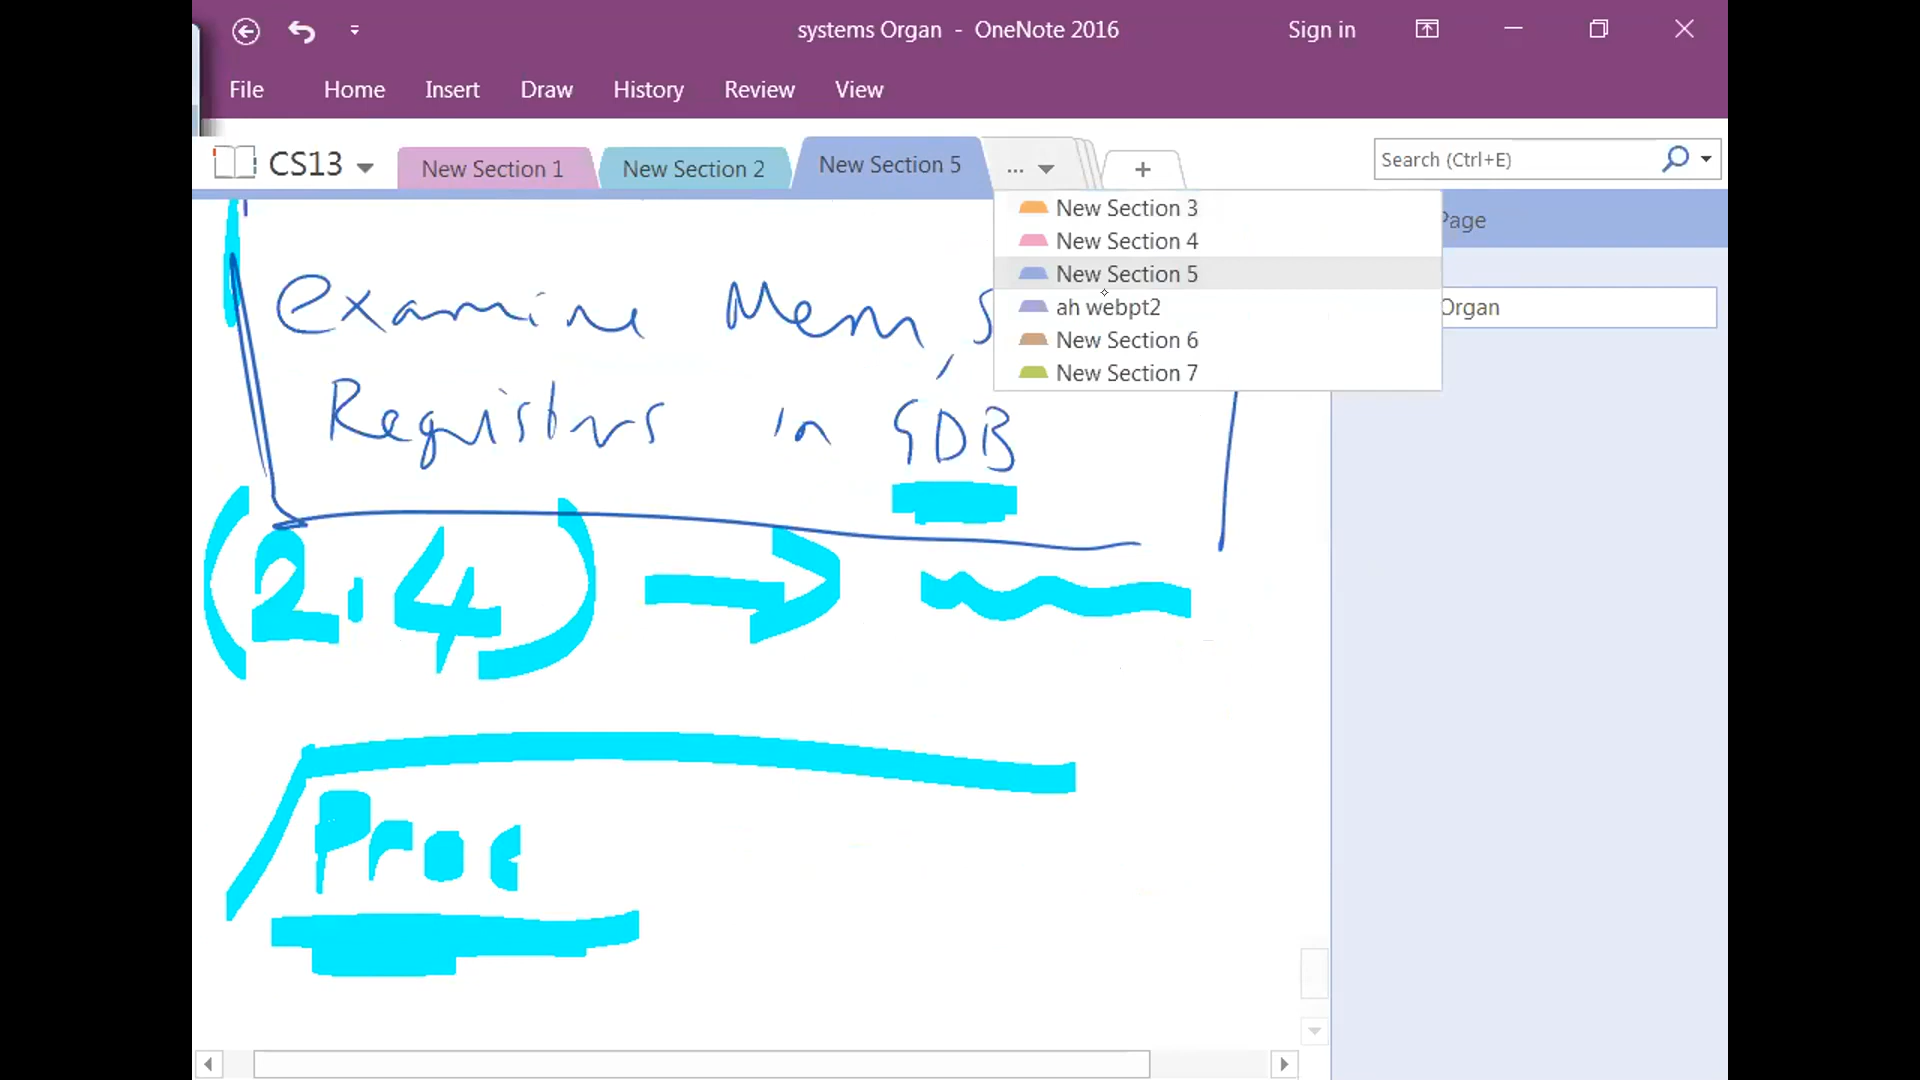 systems Organ - OneNote 2016
Sign in
File Home Insert Draw History Review View
CS13
New Section 1
New Section 2
New Section 5
...
+
Search (Ctrl+E)
New Section 3
New Section 4
New Section 5
ah webpt2
New Section 6
New Section 7
Page
Organ
Examine Mem, S
Registers in GDB
(2.4) →
Proc